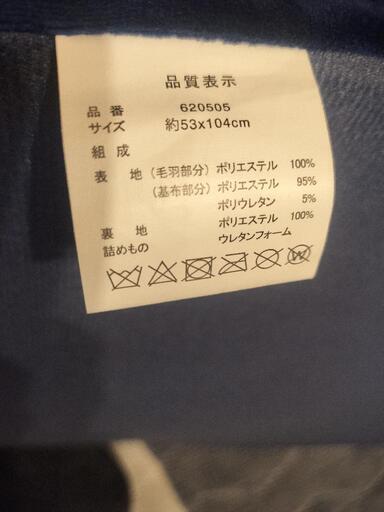 品質表示
品番 620505
サイズ 約53x104cm
組成
表地 (毛羽部分) ポリエステル 100%
(基布部分) ポリエステル 95%
ポリウレタン 5%
裏地 ポリエステル 100%
詰めもの ウレタンフォーム
W